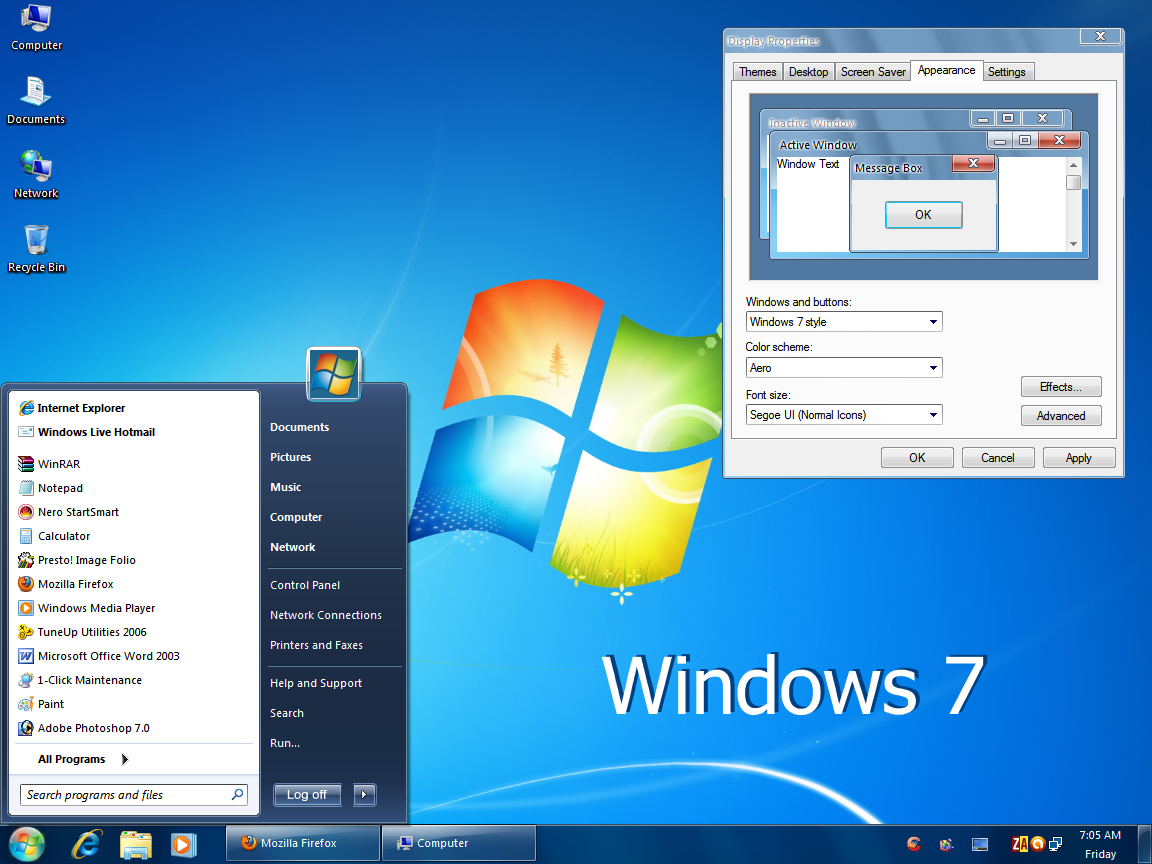 Computer
Documents
Network
Recycle Bin
Display Properties
Themes
Desktop
Screen Saver
Appearance
Settings
Inactive Window
Active Window
Window Text
Message Box
OK
Windows and buttons:
Windows 7 style
Color scheme:
Aero
Font size:
Segoe UI (Normal Icons)
Effects...
Advanced
OK
Cancel
Apply
Internet Explorer
Windows Live Hotmail
WinRAR
Notepad
Nero StartSmart
Calculator
Presto! Image Folio
Mozilla Firefox
Windows Media Player
TuneUp Utilities 2006
Microsoft Office Word 2003
1-Click Maintenance
Paint
Adobe Photoshop 7.0
All Programs
Search programs and files
Documents
Pictures
Music
Computer
Network
Control Panel
Network Connections
Printers and Faxes
Help and Support
Search
Run...
Log off
Windows 7
Mozilla Firefox
Computer
ZA
7:05 AM
Friday